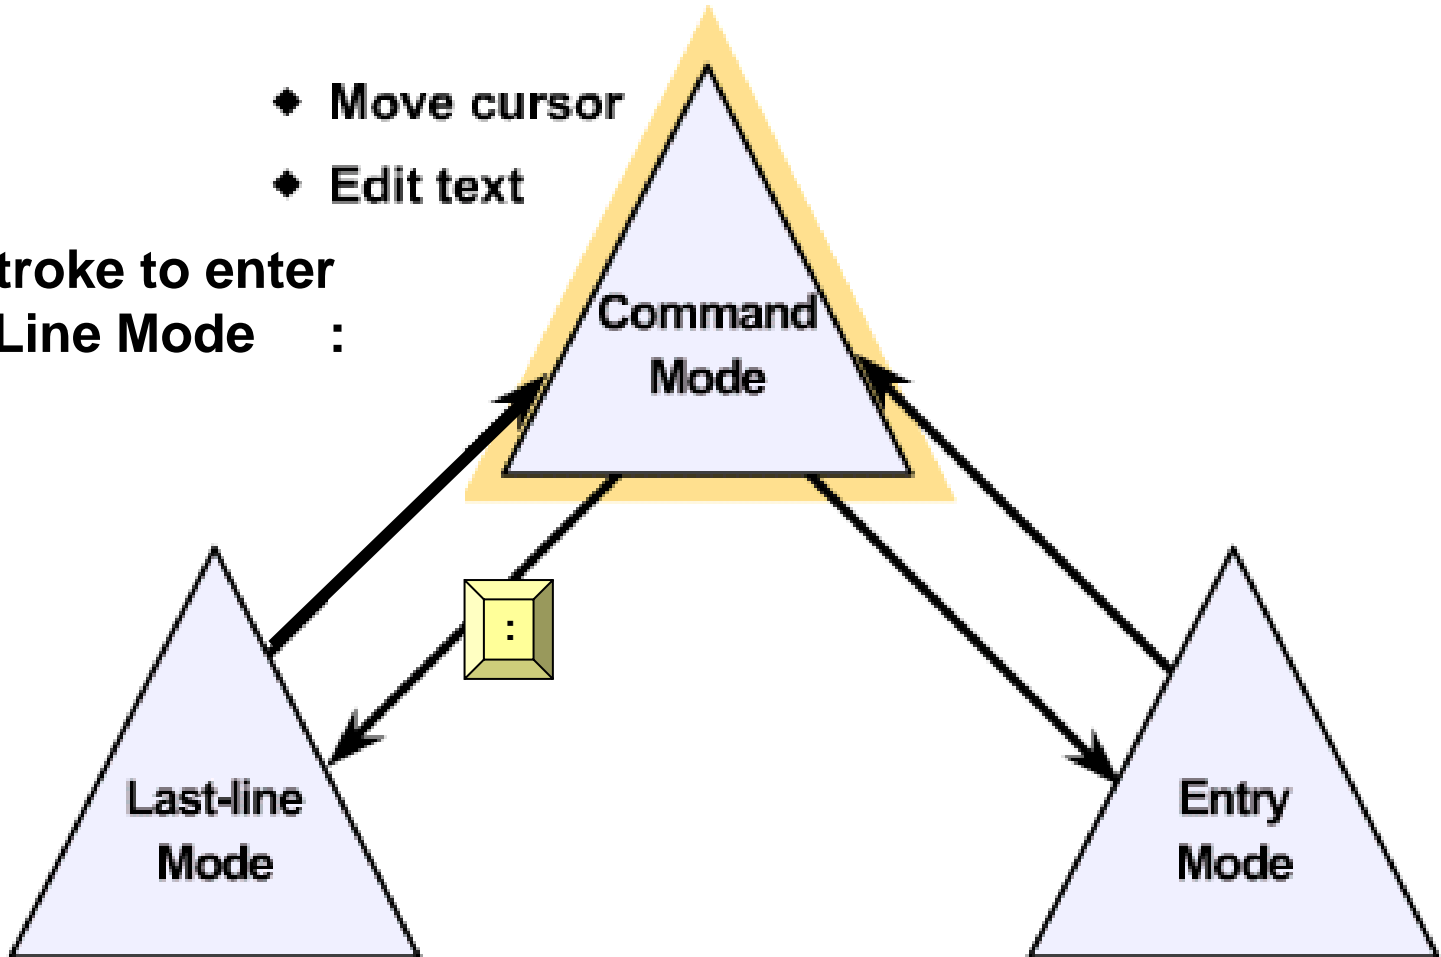 Move cursor
Edit text
troke to enter
Line Mode :
Command
Mode
:
Last-line
Mode
Entry
Mode